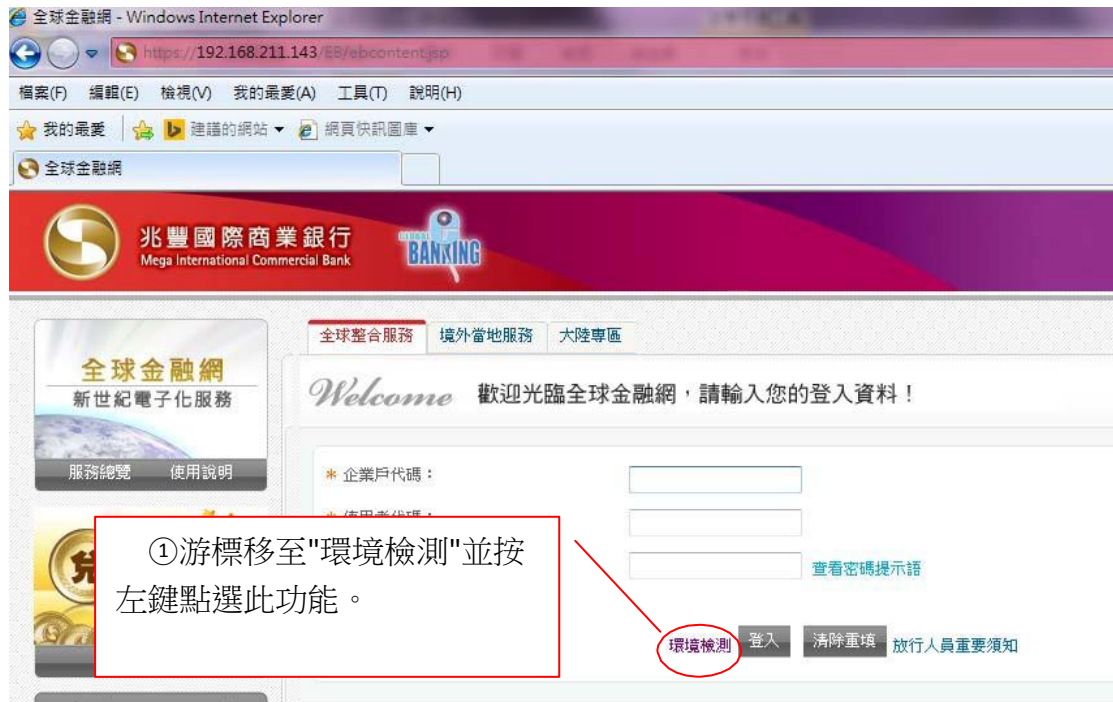 全球金融網 - Windows Internet Explorer
https://192.168.211.143/EB/ebcontent.jsp
檔案(F) 編輯(E) 檢視(V) 我的最愛(A) 工具(T) 說明(H)
我的最愛 建議的網站 網頁快訊圖庫
全球金融網
兆豐國際商業銀行
Mega International Commercial Bank
GLOBAL
BANKING
全球整合服務 境外當地服務 大陸專區
全球金融網
新世紀電子化服務
服務總覽 使用說明
Welcome 歡迎光臨全球金融網,請輸入您的登入資料!
* 企業戶代碼:
* 使用者代碼:
兌
①游標移至"環境檢測"並按
左鍵點選此功能。
查看密碼提示語
環境檢測 登入 清除重填 放行人員重要須知